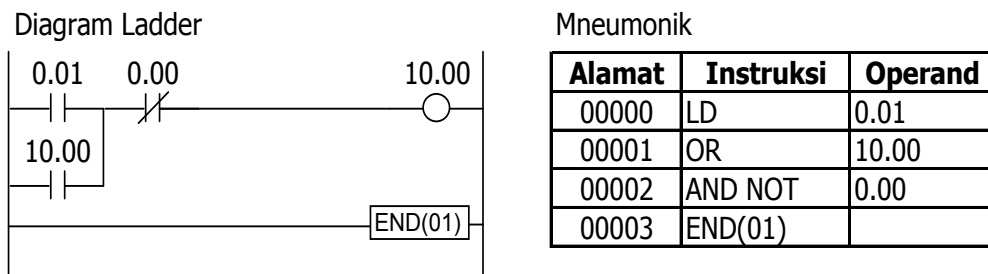 Diagram Ladder
0.01 0.00 10.00
10.00
END(01)
Mneumonik
Alamat Instruksi Operand
00000 LD 0.01
00001 OR 10.00
00002 AND NOT 0.00
00003 END(01)